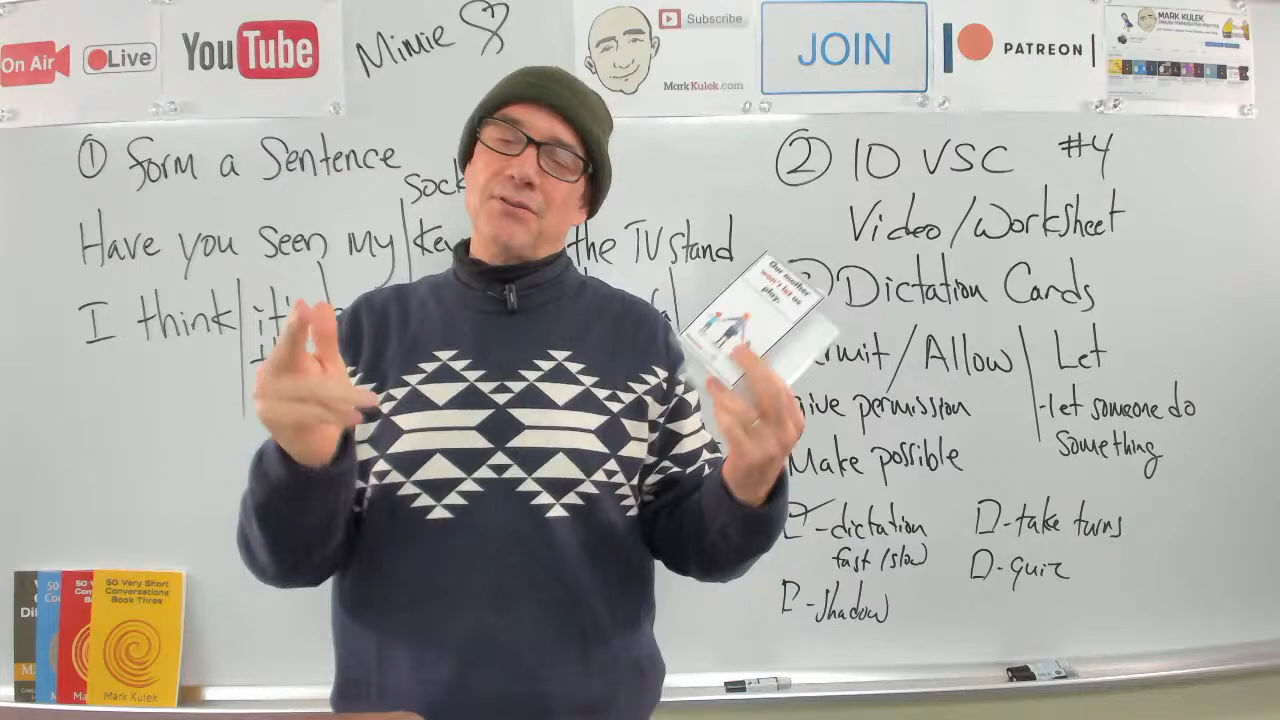 On Air
Live
YouTube
Mimie
Subscribe
MarkKulek.com
JOIN
PATREON
MARK KULEK
① Form a Sentence
Have you seen my
the TV stand
I think
② 10 VSC #4
Video/Worksheet
Dictation Cards
/Allow Let
permission
-let someone do
something
Make possible
-dictation
fast/slow
-shadow
-take turns
-quiz
Our mother
won't let us
play.
50 Very Short
Conversations
Book Three
Mark Kulek